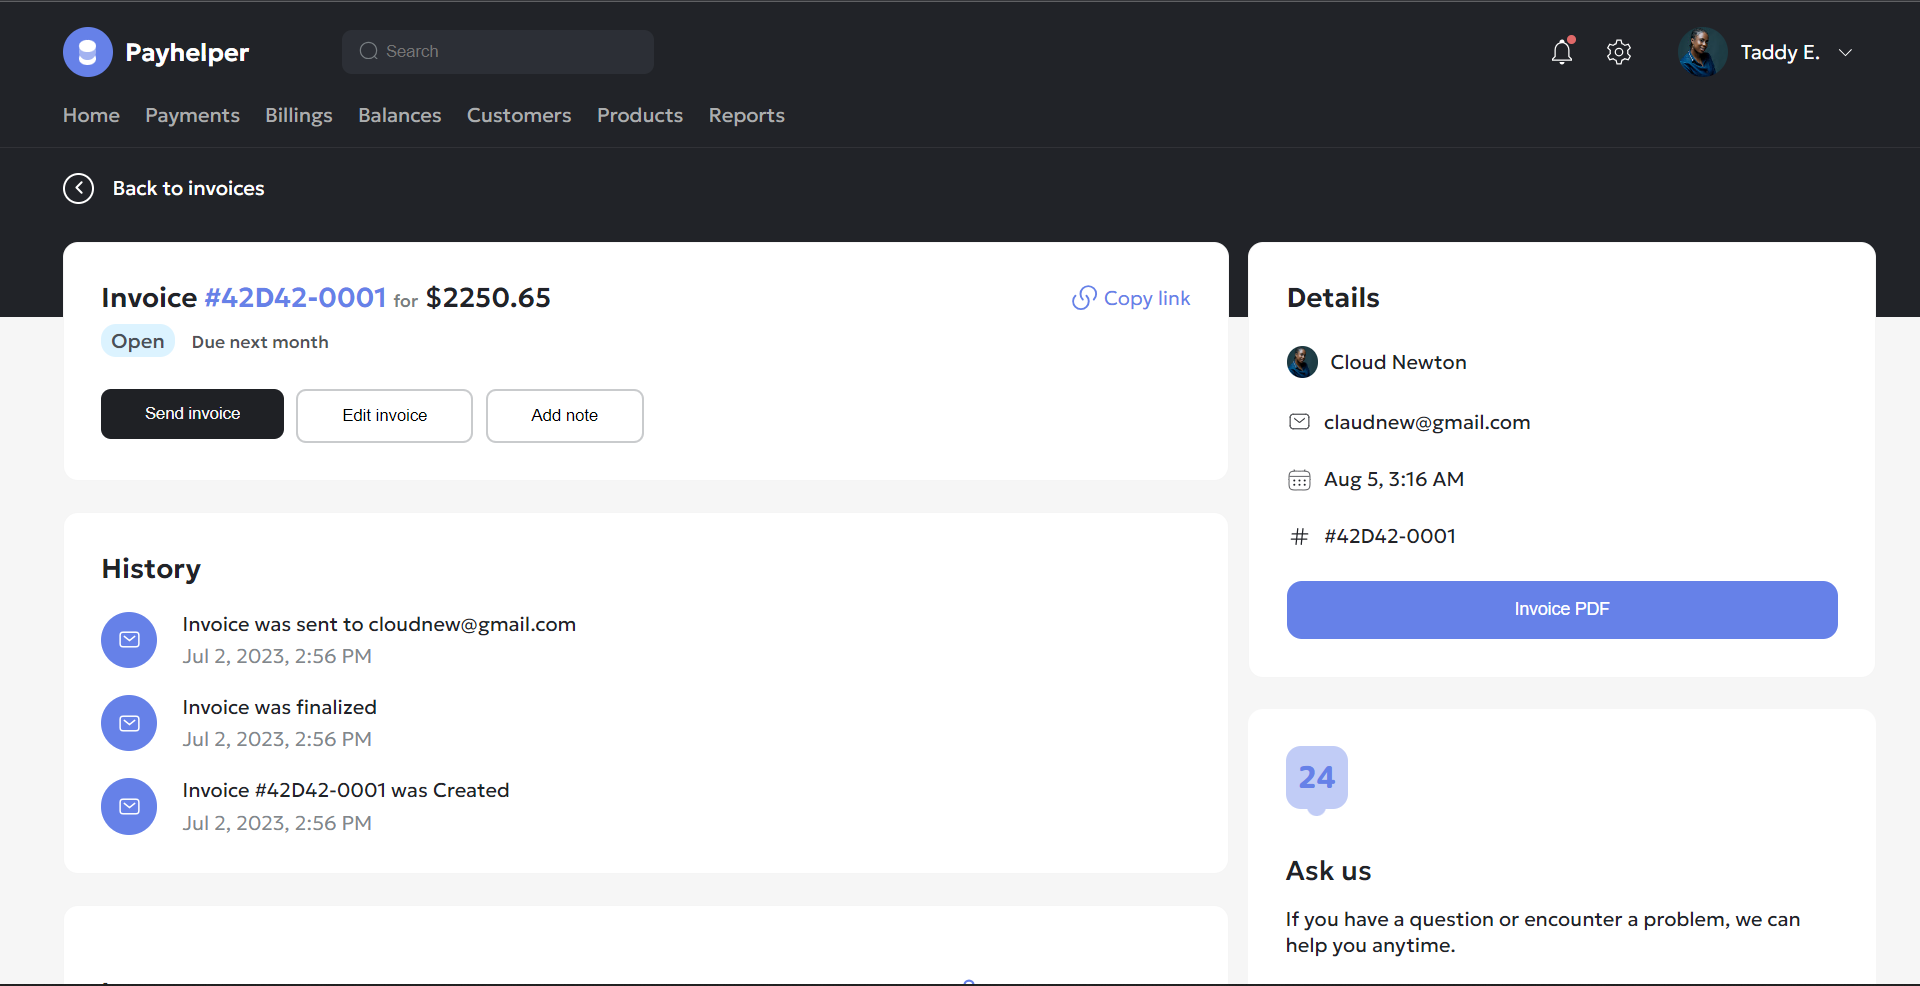 Payhelper
Search
Taddy E.
Home Payments Billings Balances Customers Products Reports
Back to invoices
Invoice #42D42-0001 for $2250.65
Copy link
Open Due next month
Send invoice Edit invoice Add note
History
Invoice was sent to cloudnew@gmail.com
Jul 2, 2023, 2:56 PM
Invoice was finalized
Jul 2, 2023, 2:56 PM
Invoice #42D42-0001 was Created
Jul 2, 2023, 2:56 PM
Details
Cloud Newton
claudnew@gmail.com
Aug 5, 3:16 AM
# #42D42-0001
Invoice PDF
24
Ask us
If you have a question or encounter a problem, we can
help you anytime.